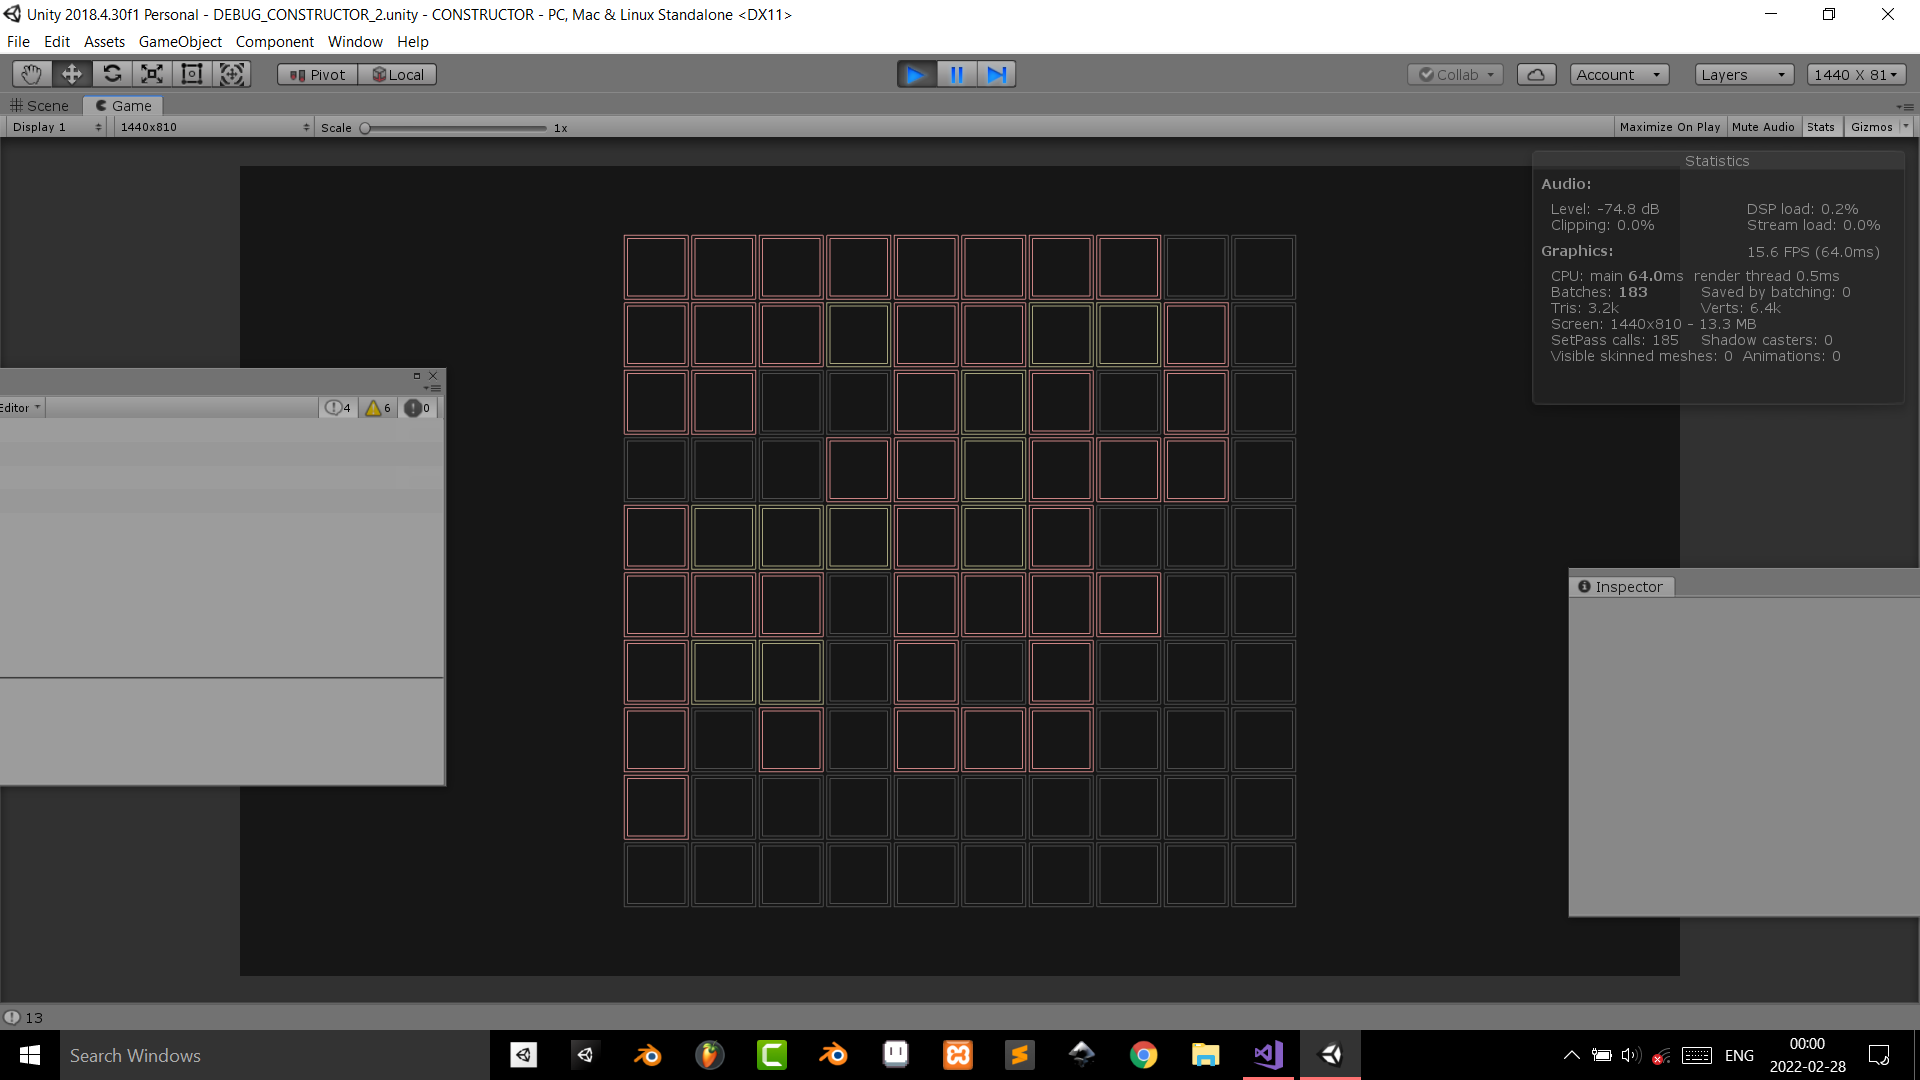 Unity 2018.4.30f1 Personal - DEBUG_CONSTRUCTOR_2.unity - CONSTRUCTOR - PC, Mac & Linux Standalone <DX11>
File Edit Assets GameObject Component Window Help
Pivot Local Collab Account Layers 1440 X 81
Scene Game
Display 1 1440x810 Scale 1x Maximize On Play Mute Audio Stats Gizmos
Statistics
Audio:
Level: -74.8 dB DSP load: 0.2%
Clipping: 0.0% Stream load: 0.0%
Graphics: 15.6 FPS (64.0ms)
CPU: main 64.0ms render thread 0.5ms
Batches: 183 Saved by batching: 0
Tris: 3.2k Verts: 6.4k
Screen: 1440x810 - 13.3 MB
SetPass calls: 185 Shadow casters: 0
Visible skinned meshes: 0 Animations: 0
Editor 4 6 0
Inspector
13
Search Windows
ENG
00:00
2022-02-28